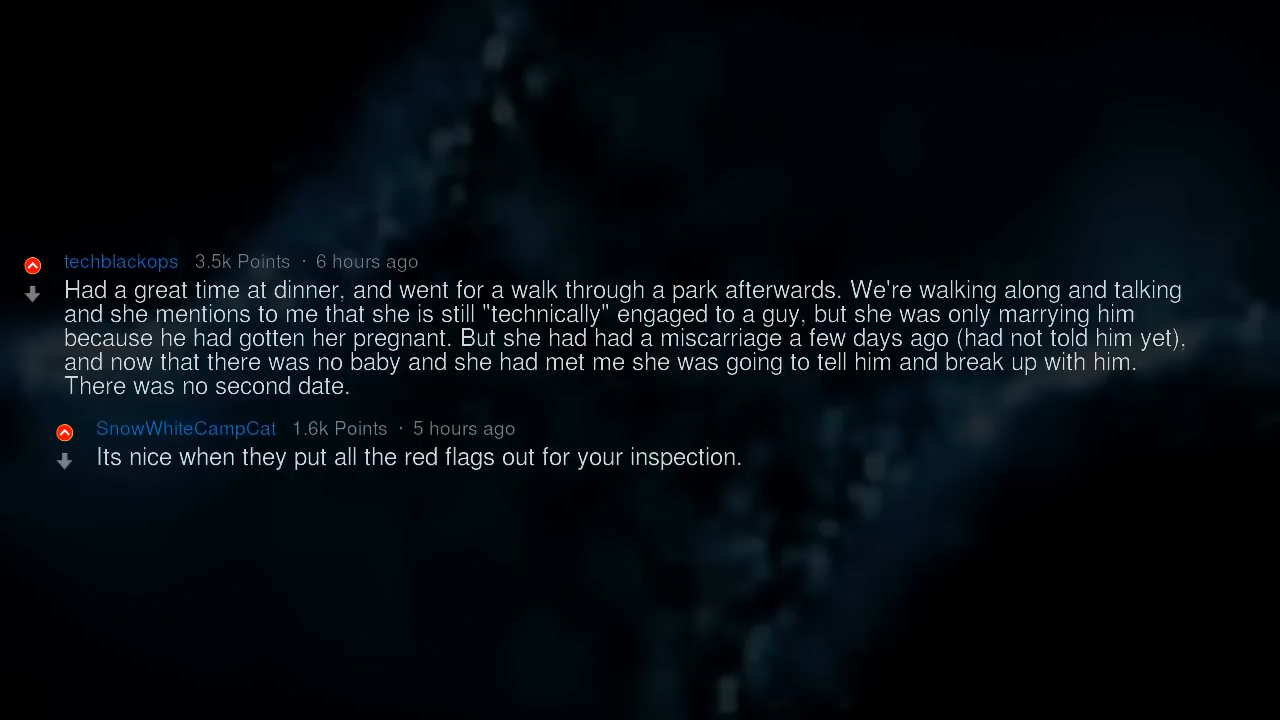 techblackops 3.5k Points · 6 hours ago
Had a great time at dinner, and went for a walk through a park afterwards. We're walking along and talking
and she mentions to me that she is still "technically" engaged to a guy, but she was only marrying him
because he had gotten her pregnant. But she had had a miscarriage a few days ago (had not told him yet),
and now that there was no baby and she had met me she was going to tell him and break up with him.
There was no second date.
SnowWhiteCampCat 1.6k Points · 5 hours ago
Its nice when they put all the red flags out for your inspection.